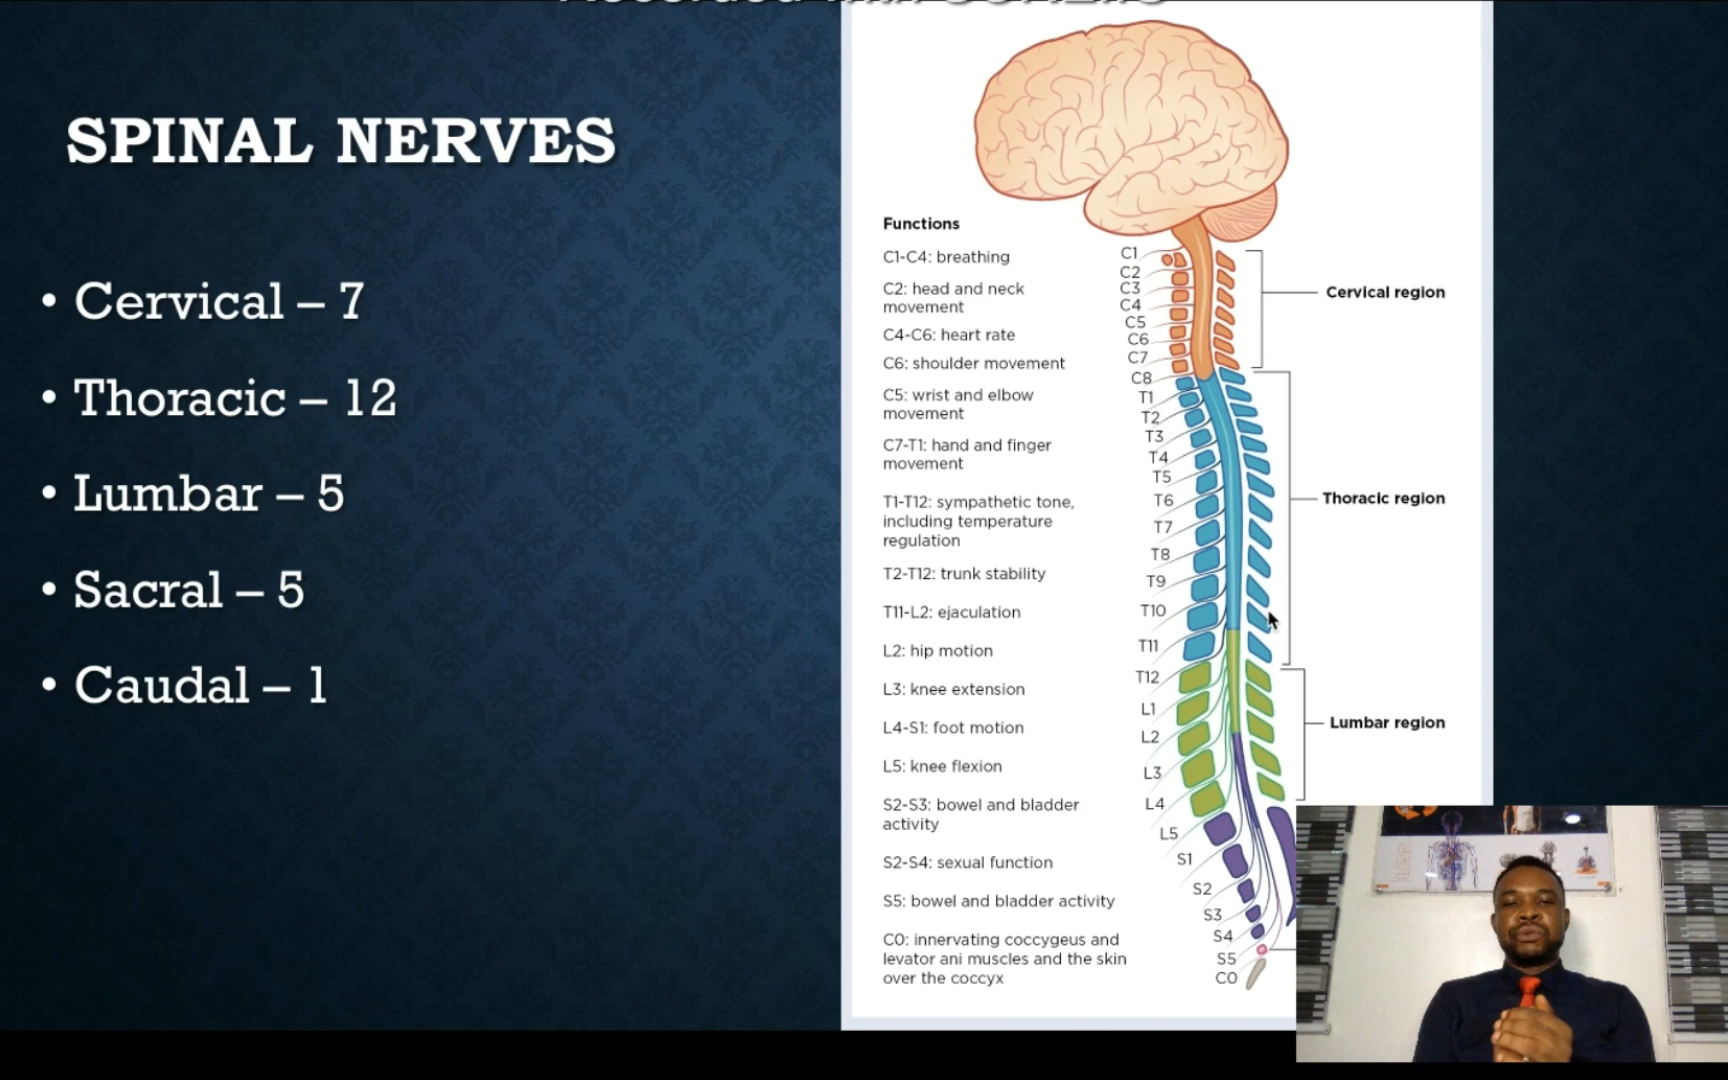 SPINAL NERVES
• Cervical – 7
• Thoracic – 12
• Lumbar – 5
• Sacral – 5
• Caudal – 1
Functions
C1-C4: breathing
C2: head and neck
movement
C4-C6: heart rate
C6: shoulder movement
C5: wrist and elbow
movement
C7-T1: hand and finger
movement
T1-T12: sympathetic tone,
including temperature
regulation
T2-T12: trunk stability
T11-L2: ejaculation
L2: hip motion
L3: knee extension
L4-S1: foot motion
L5: knee flexion
S2-S3: bowel and bladder
activity
S2-S4: sexual function
S5: bowel and bladder activity
CO: innervating coccygeus and
levator ani muscles and the skin
over the coccyx
C1
C2
C3
C4
C5
C6
C7
C8
T1
T2
T3
T4
T5
T6
T7
T8
T9
T10
T11
T12
L1
L2
L3
L4
L5
S1
S2
S3
S4
S5
CO
Cervical region
Thoracic region
Lumbar region